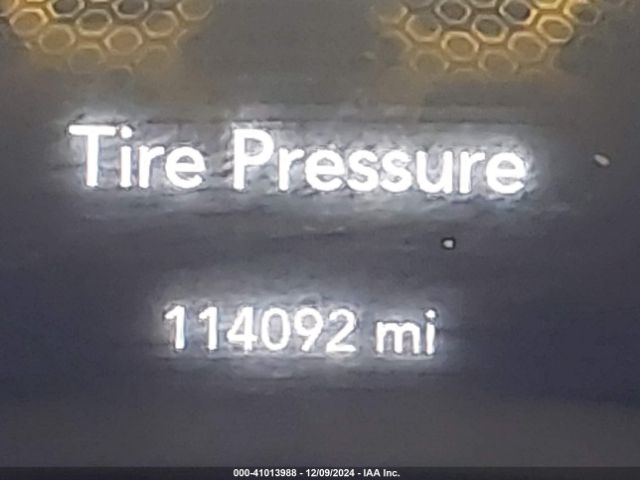 Tire Pressure
114092 mi
000-41013988 - 12/09/2024 - IAA Inc.